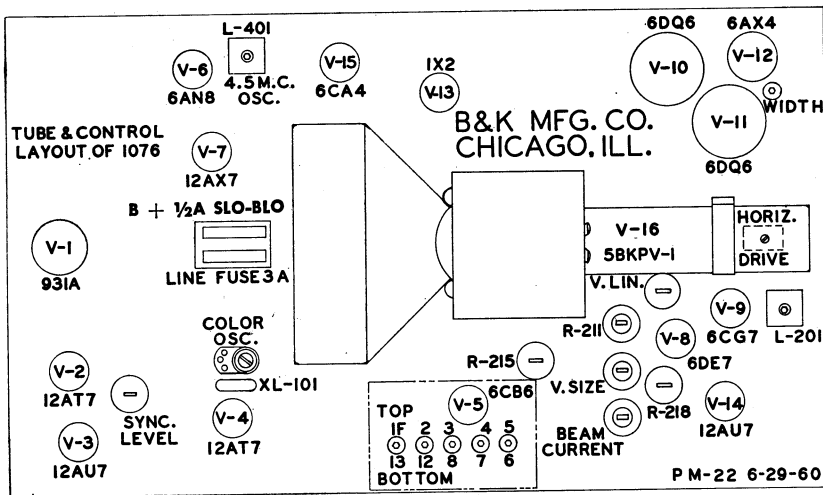 L-401
V-6
6AN8
4.5 M.C.
OSC.
V-15
6CA4
1X2
V-13
6DQ6
V-10
6AX4
V-12
WIDTH
V-11
6DQ6
B&K MFG. CO.
CHICAGO, ILL.
TUBE & CONTROL
LAYOUT OF 1076
V-7
12AX7
B + ½A SLO-BLO
LINE FUSE 3A
V-1
931A
V-16
5BKPV-1
HORIZ.
DRIVE
V. LIN.
R-211
V-9
6CG7
L-201
V-8
6DE7
COLOR
OSC.
XL-101
R-215
V. SIZE
R-218
V-2
12AT7
SYNC.
LEVEL
V-4
12AT7
V-3
12AU7
6CB6
V-5
TOP
1F 2 3 4 5
13 12 8 7 6
BOTTOM
BEAM
CURRENT
V-14
12AU7
PM-22 6-29-60